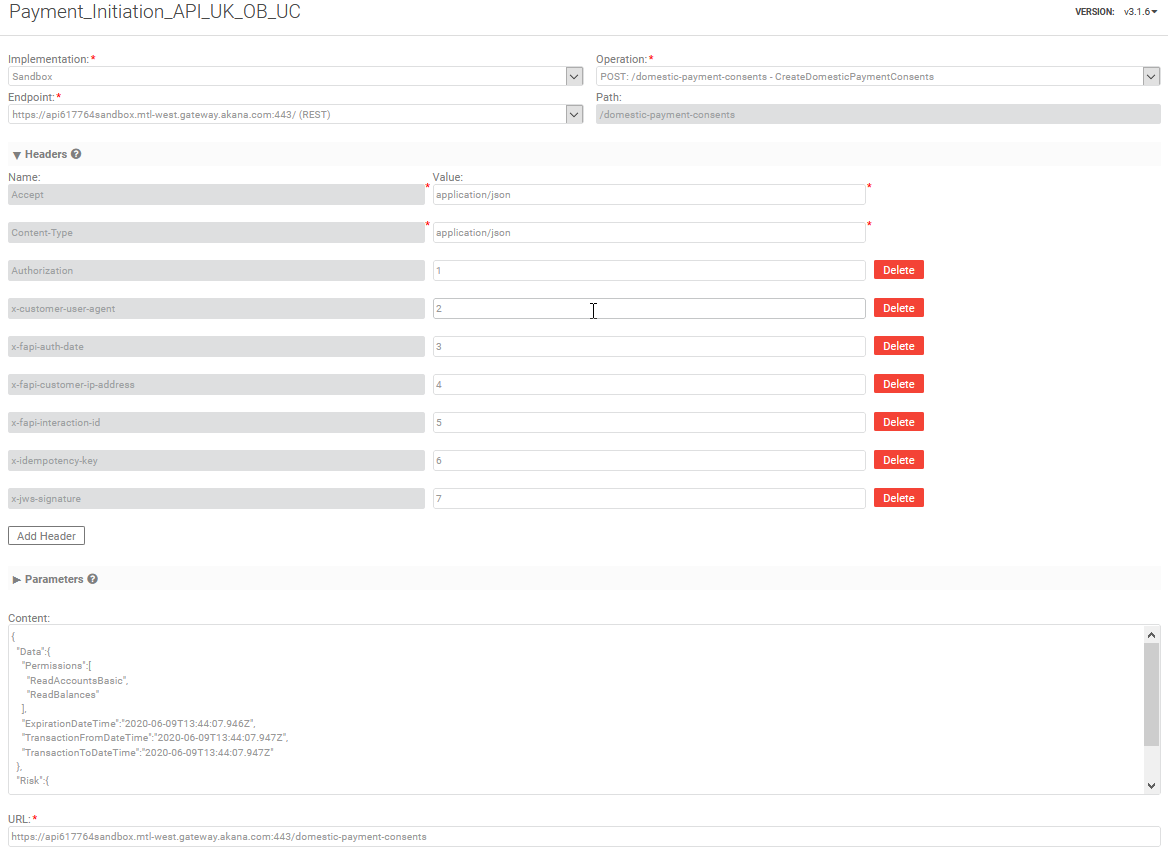 Payment_Initiation_API_UK_OB_UC
VERSION: v3.1.6
Implementation:* Operation:*
Sandbox POST: /domestic-payment-consents - CreateDomesticPaymentConsents
Endpoint:* Path:
https://api617764sandbox.mtl-west.gateway.akana.com:443/ (REST) /domestic-payment-consents
Headers ?
Name: Value:
Accept * application/json *
Content-Type * application/json *
Authorization 1 Delete
x-customer-user-agent 2 Delete
x-fapi-auth-date 3 Delete
x-fapi-customer-ip-address 4 Delete
x-fapi-interaction-id 5 Delete
x-idempotency-key 6 Delete
x-jws-signature 7 Delete
Add Header
Parameters ?
Content:
{
"Data":{
"Permissions":[
"ReadAccountsBasic",
"ReadBalances"
],
"ExpirationDateTime":"2020-06-09T13:44:07.946Z",
"TransactionFromDateTime":"2020-06-09T13:44:07.947Z",
"TransactionToDateTime":"2020-06-09T13:44:07.947Z"
},
"Risk":{
URL:*
https://api617764sandbox.mtl-west.gateway.akana.com:443/domestic-payment-consents